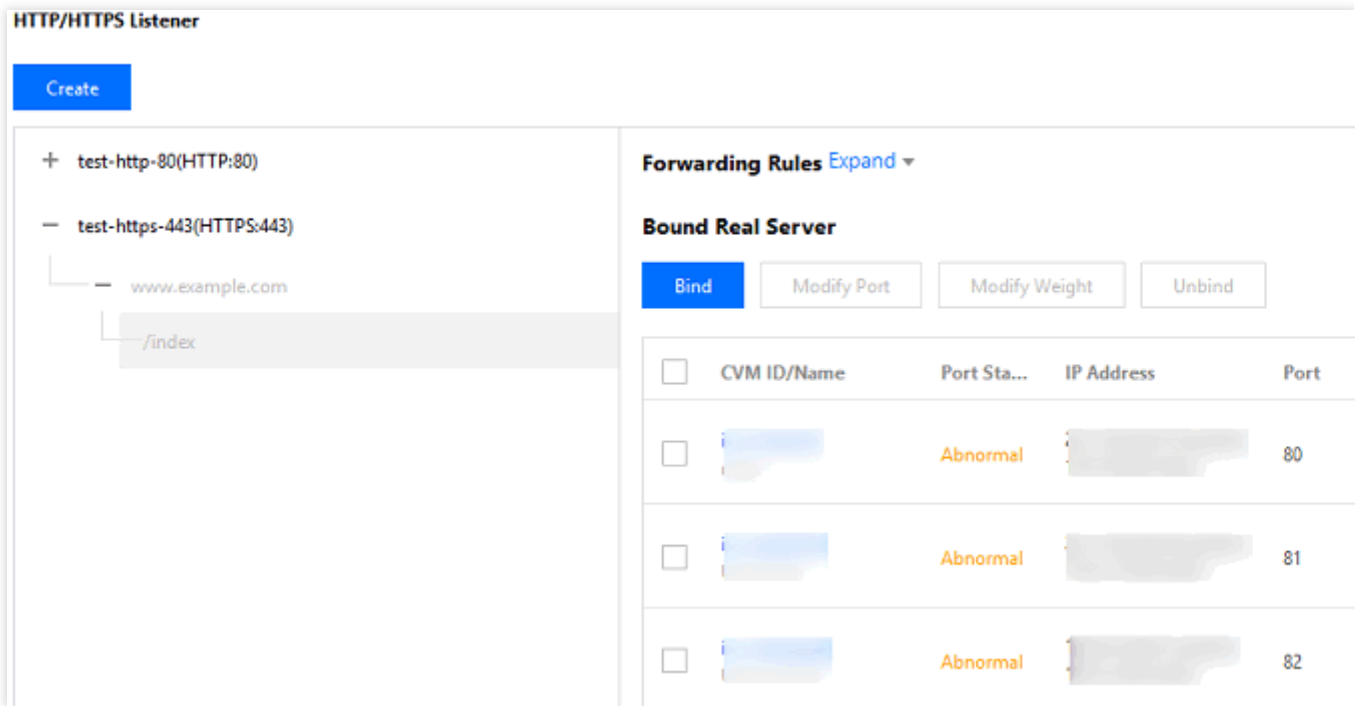 HTTP/HTTPS Listener
Create
+ test-http-80(HTTP:80)
− test-https-443(HTTPS:443)
− www.example.com
/index
Forwarding Rules Expand
Bound Real Server
Bind Modify Port Modify Weight Unbind
CVM ID/Name Port Sta... IP Address Port
Abnormal 80
Abnormal 81
Abnormal 82